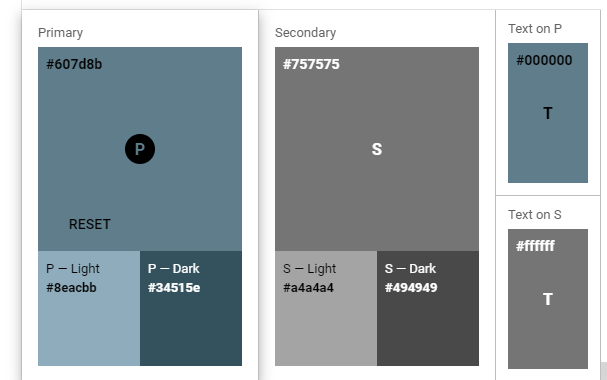 Primary
#607d8b
P
RESET
P — Light
#8eacbb
P — Dark
#34515e
Secondary
#757575
S
S — Light
#a4a4a4
S — Dark
#494949
Text on P
#000000
T
Text on S
#ffffff
T